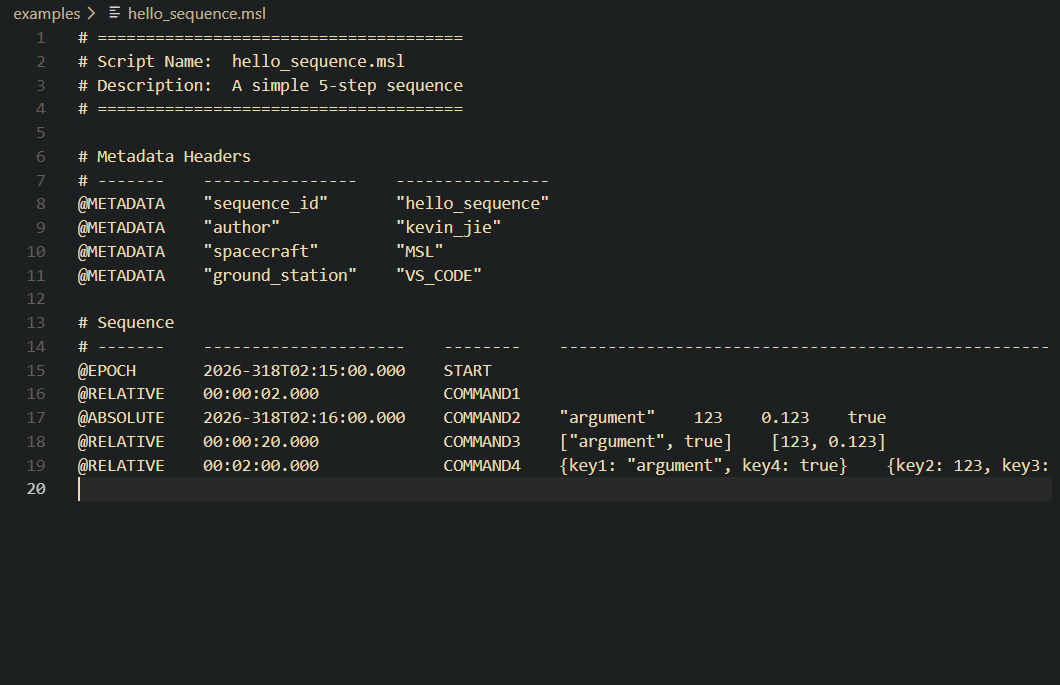 examples > hello_sequence.msl
1 # ======================================
2 # Script Name:  hello_sequence.msl
3 # Description:  A simple 5-step sequence
4 # ======================================
5
6 # Metadata Headers
7 # -------    ----------------    ----------------
8 @METADATA    "sequence_id"       "hello_sequence"
9 @METADATA    "author"            "kevin_jie"
10 @METADATA    "spacecraft"        "MSL"
11 @METADATA    "ground_station"    "VS_CODE"
12
13 # Sequence
14 # -------    ---------------------    --------    ---------------------------------------------------
15 @EPOCH       2026-318T02:15:00.000    START
16 @RELATIVE    00:00:02.000             COMMAND1
17 @ABSOLUTE    2026-318T02:16:00.000    COMMAND2    "argument"    123    0.123    true
18 @RELATIVE    00:00:20.000             COMMAND3    ["argument", true]    [123, 0.123]
19 @RELATIVE    00:02:00.000             COMMAND4    {key1: "argument", key4: true}    {key2: 123, key3:
20